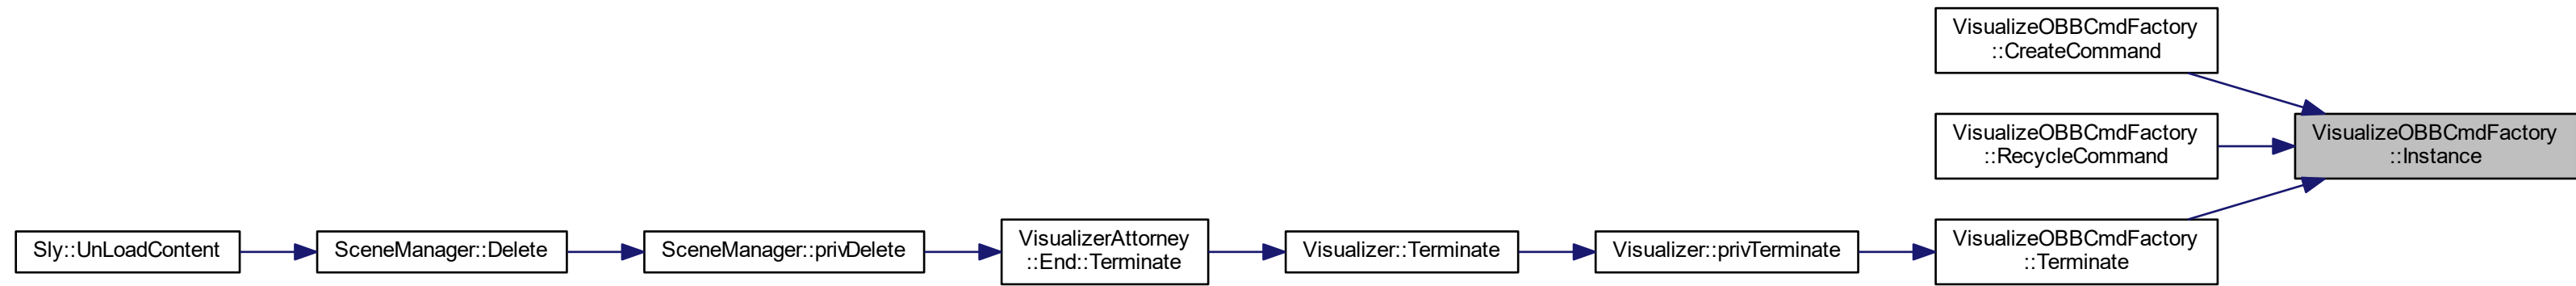 VisualizeOBBCmdFactory
::CreateCommand
VisualizeOBBCmdFactory
::RecycleCommand
VisualizeOBBCmdFactory
::Instance
Sly::UnLoadContent
SceneManager::Delete
SceneManager::privDelete
VisualizerAttorney
::End::Terminate
Visualizer::Terminate
Visualizer::privTerminate
VisualizeOBBCmdFactory
::Terminate